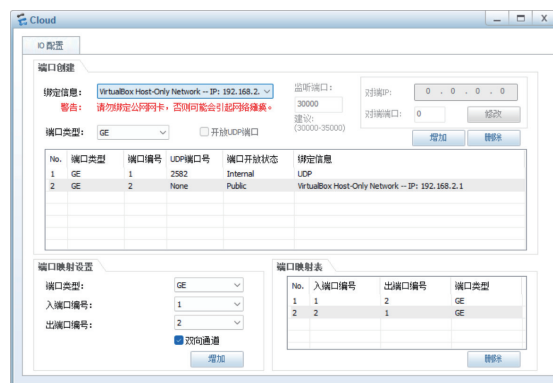 Cloud
IO 配置
端口创建
绑定信息: VirtualBox Host-Only Network -- IP: 192.168.2.
警告: 请勿绑定公网网卡，否则可能会引起网络瘫痪。
端口类型: GE 开放UDP端口
监听端口:
30000
建议:
(30000-35000)
对端IP: 0 . 0 . 0 . 0
对端端口: 0 修改
增加 删除
No. 端口类型 端口编号 UDP端口号 端口开放状态 绑定信息
1 GE 1 2582 Internal UDP
2 GE 2 None Public VirtualBox Host-Only Network -- IP: 192.168.2.1
端口映射设置
端口类型: GE
入端口编号: 1
出端口编号: 2
双向通道
增加
端口映射表
No. 入端口编号 出端口编号 端口类型
1 1 2 GE
2 2 1 GE
删除